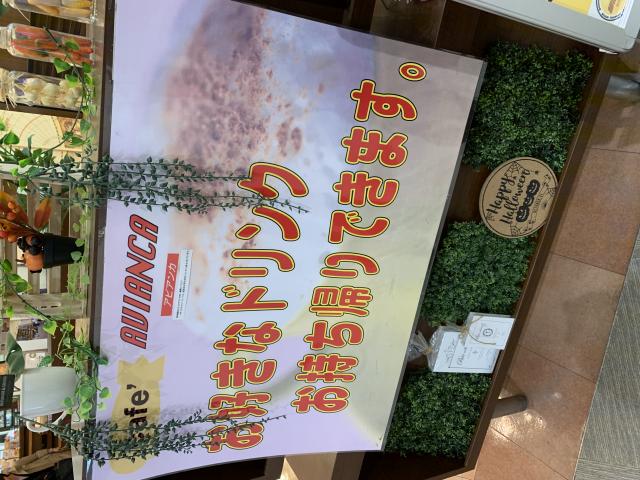 Cafe'
AVIANCA
アビアンカ
お好きなドリンク
お持ち帰りできます。
Happy
Halloween